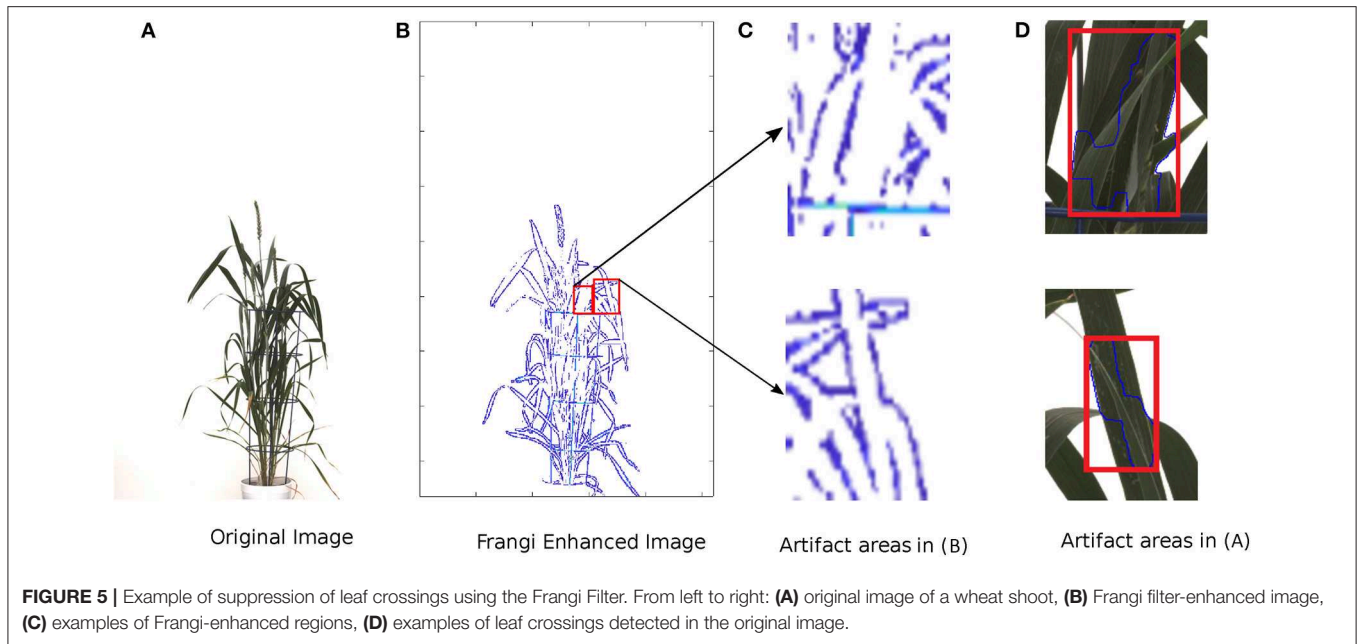 A
B
C
D
Original Image
Frangi Enhanced Image
Artifact areas in (B)
Artifact areas in (A)
FIGURE 5 | Example of suppression of leaf crossings using the Frangi Filter. From left to right: (A) original image of a wheat shoot, (B) Frangi filter-enhanced image,
(C) examples of Frangi-enhanced regions, (D) examples of leaf crossings detected in the original image.